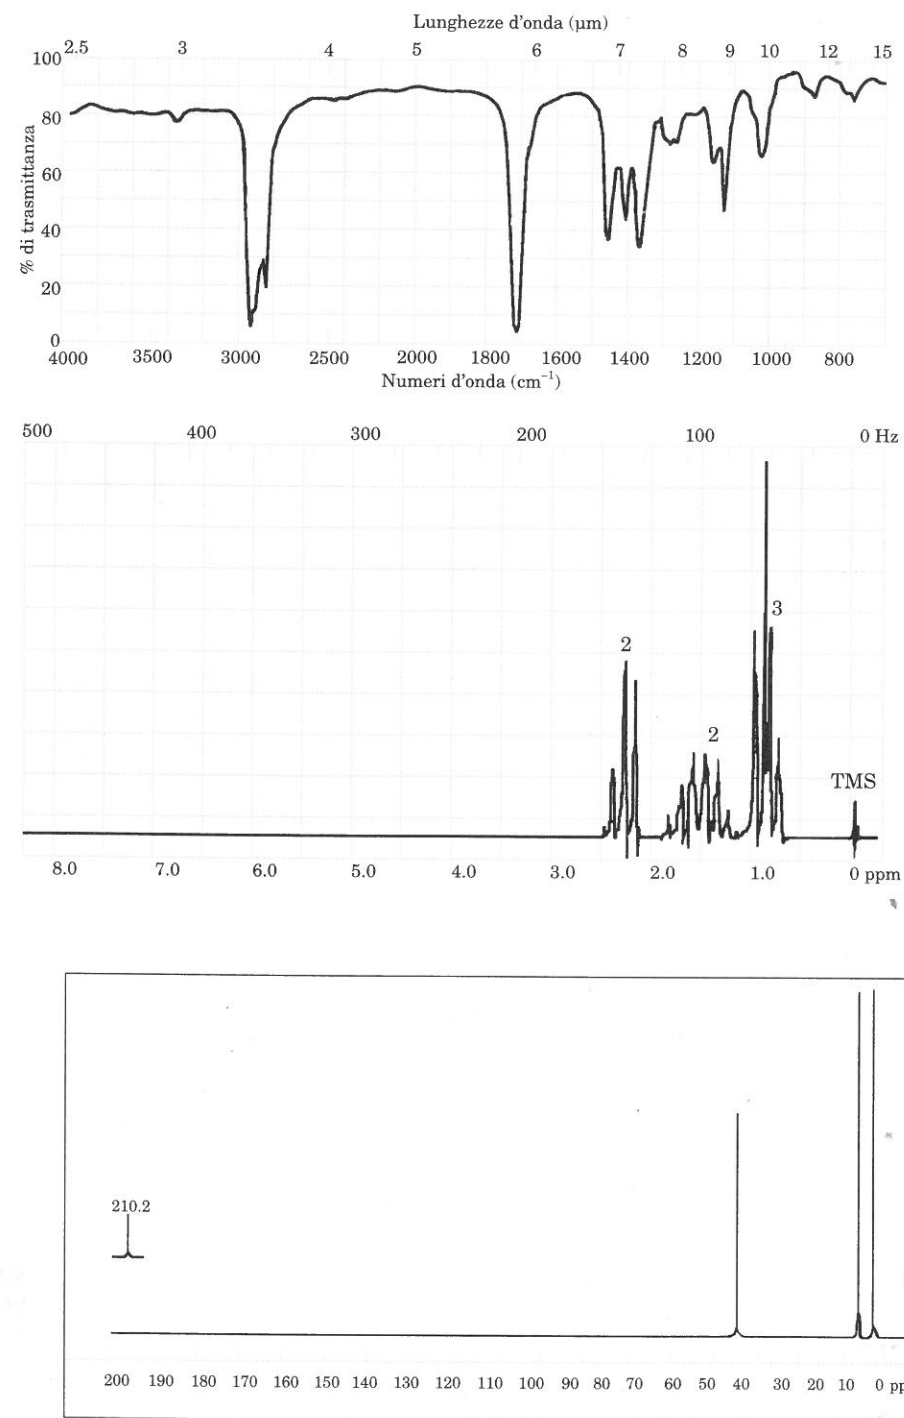 Lunghezze d'onda (μm)
2.5 3 4 5 6 7 8 9 10 12 15
100
80
60
40
20
0
% di trasmittanza
4000 3500 3000 2500 2000 1800 1600 1400 1200 1000 800
Numeri d'onda (cm⁻¹)
500 400 300 200 100 0 Hz
2
2
3
TMS
8.0 7.0 6.0 5.0 4.0 3.0 2.0 1.0 0 ppm
210.2
200 190 180 170 160 150 140 130 120 110 90 80 70 60 50 40 30 20 10 0 pp